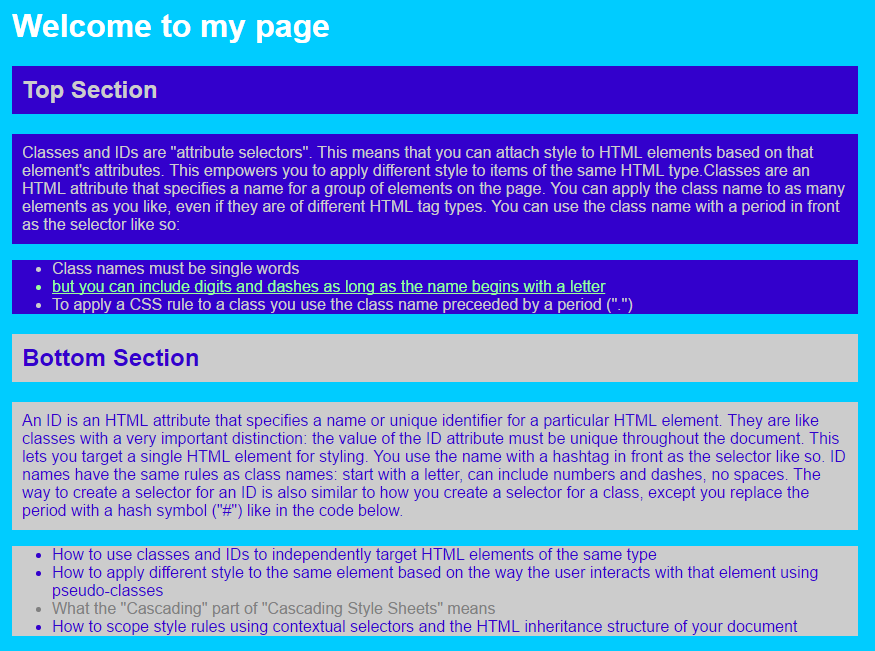 Welcome to my page
Top Section
Classes and IDs are "attribute selectors". This means that you can attach style to HTML elements based on that
element's attributes. This empowers you to apply different style to items of the same HTML type.Classes are an
HTML attribute that specifies a name for a group of elements on the page. You can apply the class name to as many
elements as you like, even if they are of different HTML tag types. You can use the class name with a period in front
as the selector like so:
• Class names must be single words
• but you can include digits and dashes as long as the name begins with a letter
• To apply a CSS rule to a class you use the class name preceeded by a period (".")
Bottom Section
An ID is an HTML attribute that specifies a name or unique identifier for a particular HTML element. They are like
classes with a very important distinction: the value of the ID attribute must be unique throughout the document. This
lets you target a single HTML element for styling. You use the name with a hashtag in front as the selector like so. ID
names have the same rules as class names: start with a letter, can include numbers and dashes, no spaces. The
way to create a selector for an ID is also similar to how you create a selector for a class, except you replace the
period with a hash symbol ("#") like in the code below.
• How to use classes and IDs to independently target HTML elements of the same type
• How to apply different style to the same element based on the way the user interacts with that element using
pseudo-classes
• What the "Cascading" part of "Cascading Style Sheets" means
• How to scope style rules using contextual selectors and the HTML inheritance structure of your document